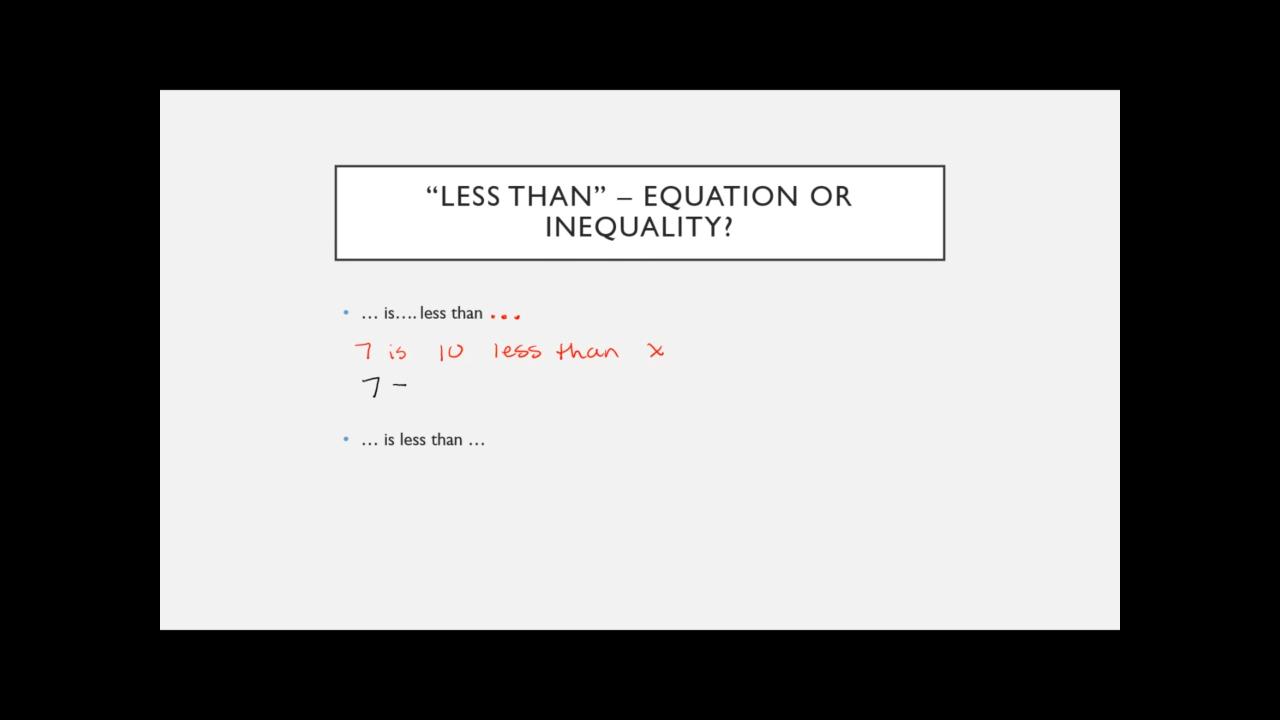 “LESS THAN” – EQUATION OR
INEQUALITY?
• … is…. less than ...
7 is 10 less than x
7 -
• … is less than …